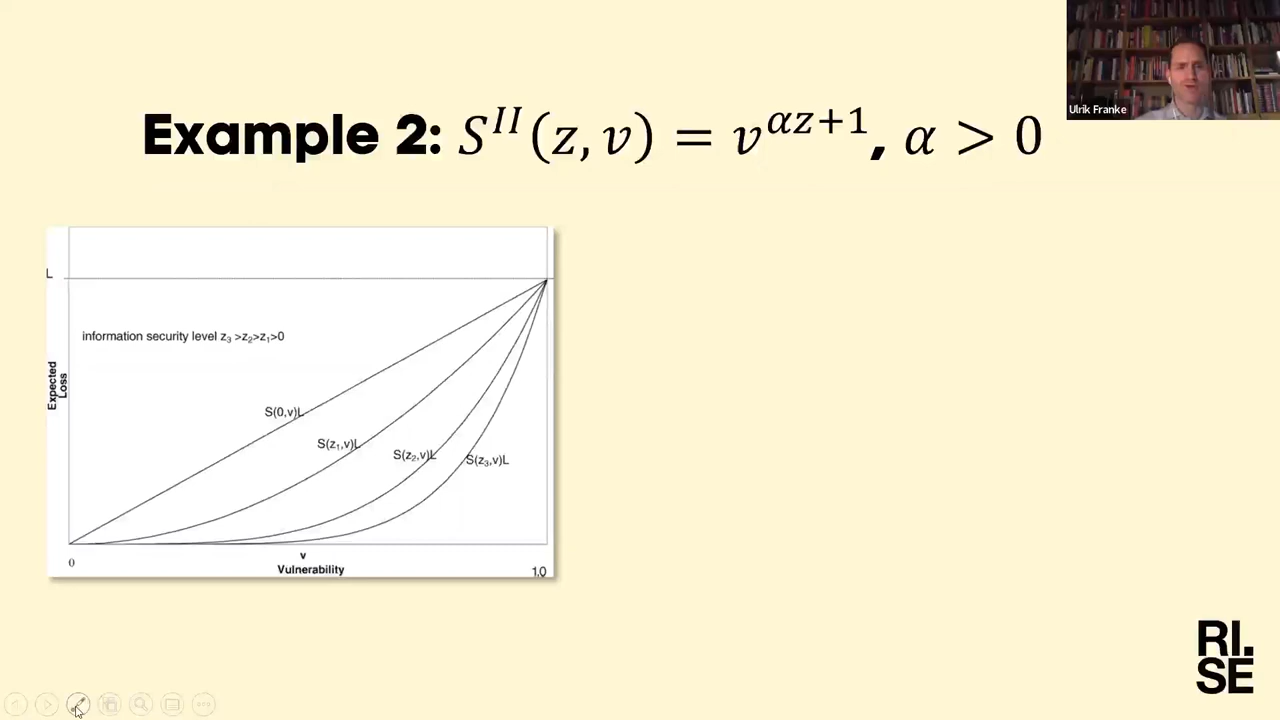 Ulrik Franke
Example 2: S^{II}(z, v) = v^{αz+1}, α > 0
L
information security level z₃ >z₂>z₁>0
Expected
Loss
S(0,v)L
S(z₁,v)L
S(z₂,v)L
S(z₃,v)L
0
v
Vulnerability
1.0
RI.
SE